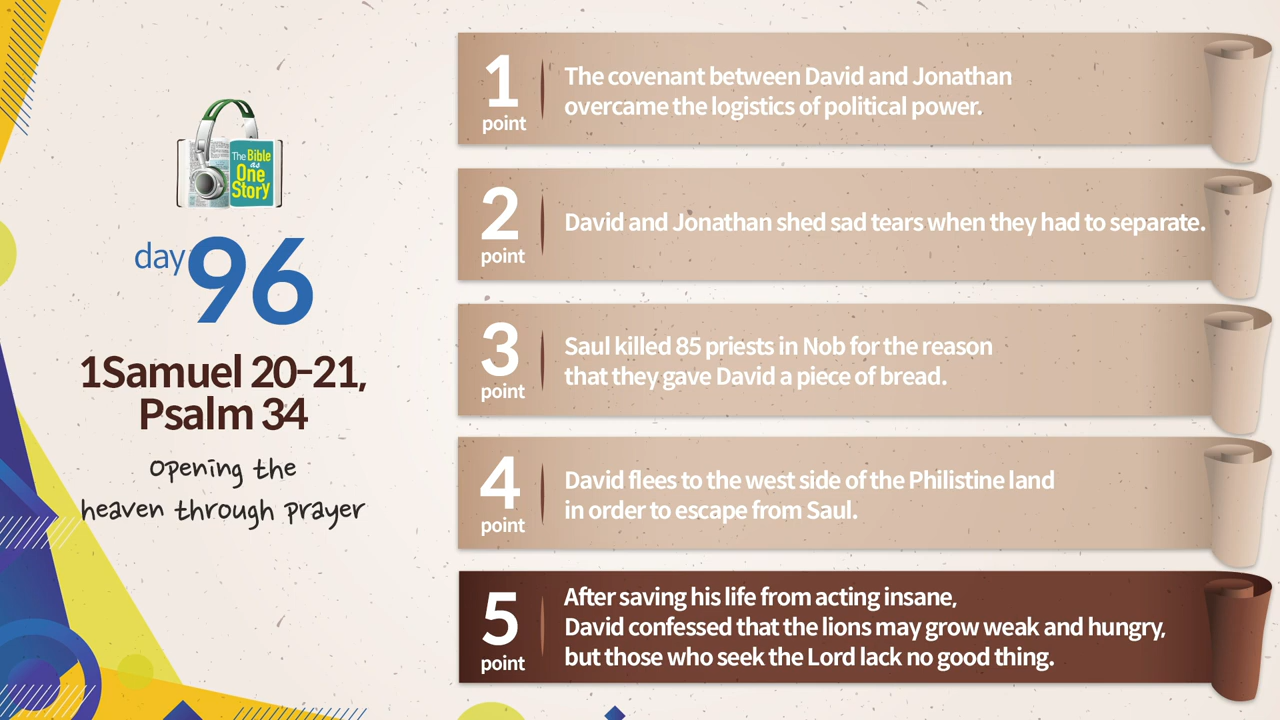 The Bible
as
One
Story
day 96
1Samuel 20-21,
Psalm 34
Opening the
heaven through prayer
1
point
The covenant between David and Jonathan
overcame the logistics of political power.
2
point
David and Jonathan shed sad tears when they had to separate.
3
point
Saul killed 85 priests in Nob for the reason
that they gave David a piece of bread.
4
point
David flees to the west side of the Philistine land
in order to escape from Saul.
5
point
After saving his life from acting insane,
David confessed that the lions may grow weak and hungry,
but those who seek the Lord lack no good thing.